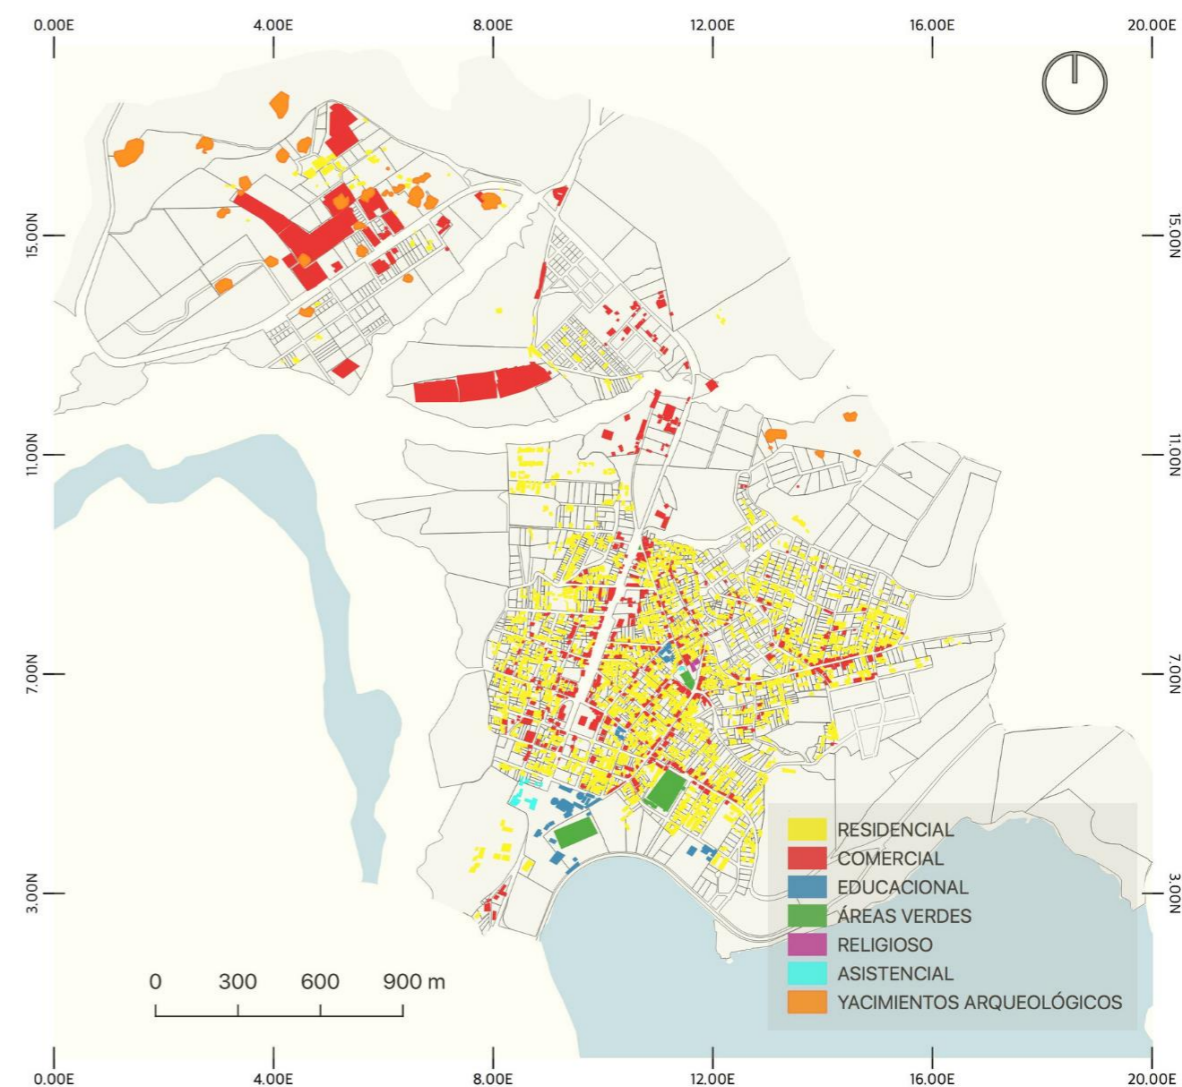 0.00E 4.00E 8.00E 12.00E 16.00E 20.00E
15.00N 15.00N
11.00N 11.00N
7.00N 7.00N
3.00N 3.00N
RESIDENCIAL
COMERCIAL
EDUCACIONAL
ÁREAS VERDES
RELIGIOSO
ASISTENCIAL
YACIMIENTOS ARQUEOLÓGICOS
0 300 600 900 m
0.00E 4.00E 8.00E 12.00E 16.00E 20.00E